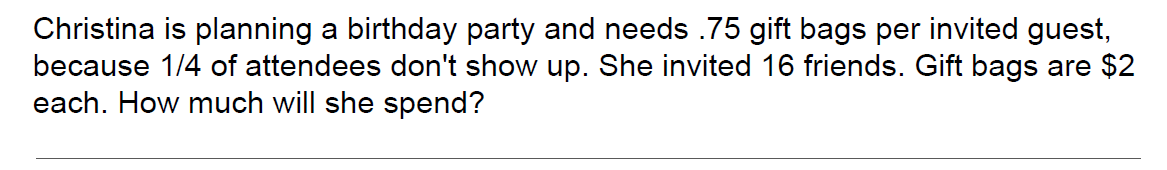 Christina is planning a birthday party and needs .75 gift bags per invited guest,
because 1/4 of attendees don't show up. She invited 16 friends. Gift bags are $2
each. How much will she spend?